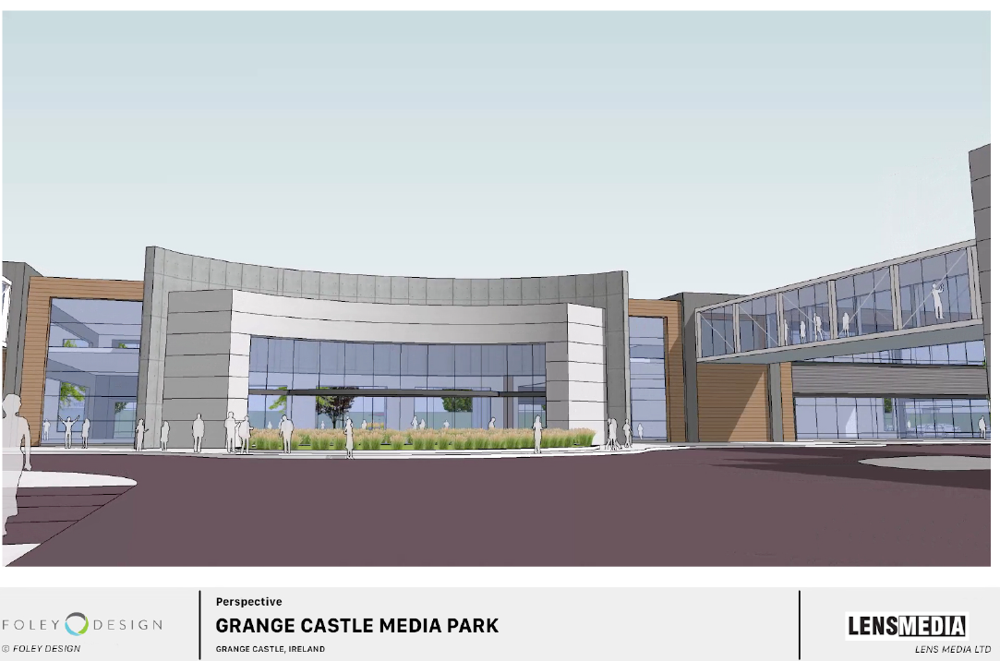 Perspective
GRANGE CASTLE MEDIA PARK
GRANGE CASTLE, IRELAND
FOLEY DESIGN
© FOLEY DESIGN
LENSMEDIA
LENS MEDIA LTD